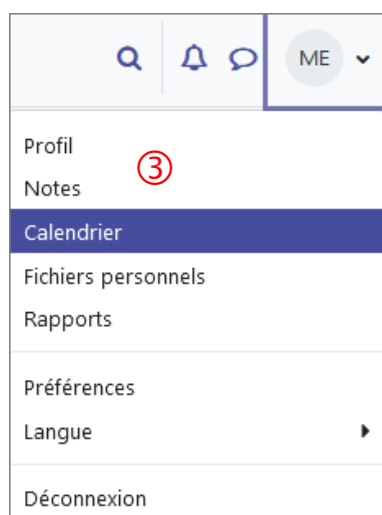 ME
Profil
③
Notes
Calendrier
Fichiers personnels
Rapports
Préférences
Langue
Déconnexion